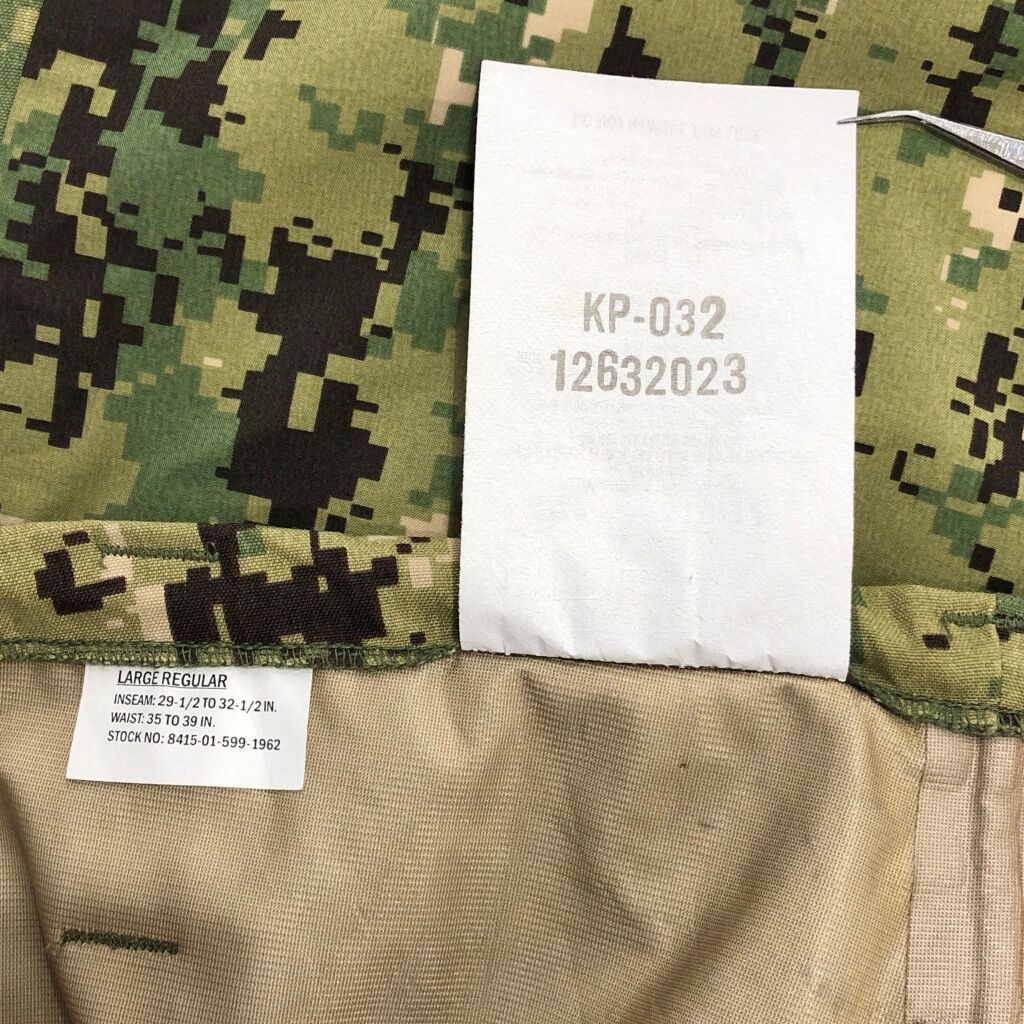 KP-032
12632023
LARGE REGULAR
INSEAM: 29-1/2 TO 32-1/2 IN.
WAIST: 35 TO 39 IN.
STOCK NO: 8415-01-599-1962